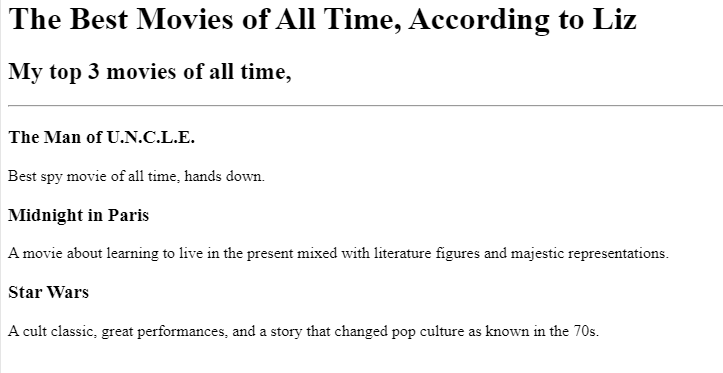 The Best Movies of All Time, According to Liz
My top 3 movies of all time,
The Man of U.N.C.L.E.
Best spy movie of all time, hands down.
Midnight in Paris
A movie about learning to live in the present mixed with literature figures and majestic representations.
Star Wars
A cult classic, great performances, and a story that changed pop culture as known in the 70s.